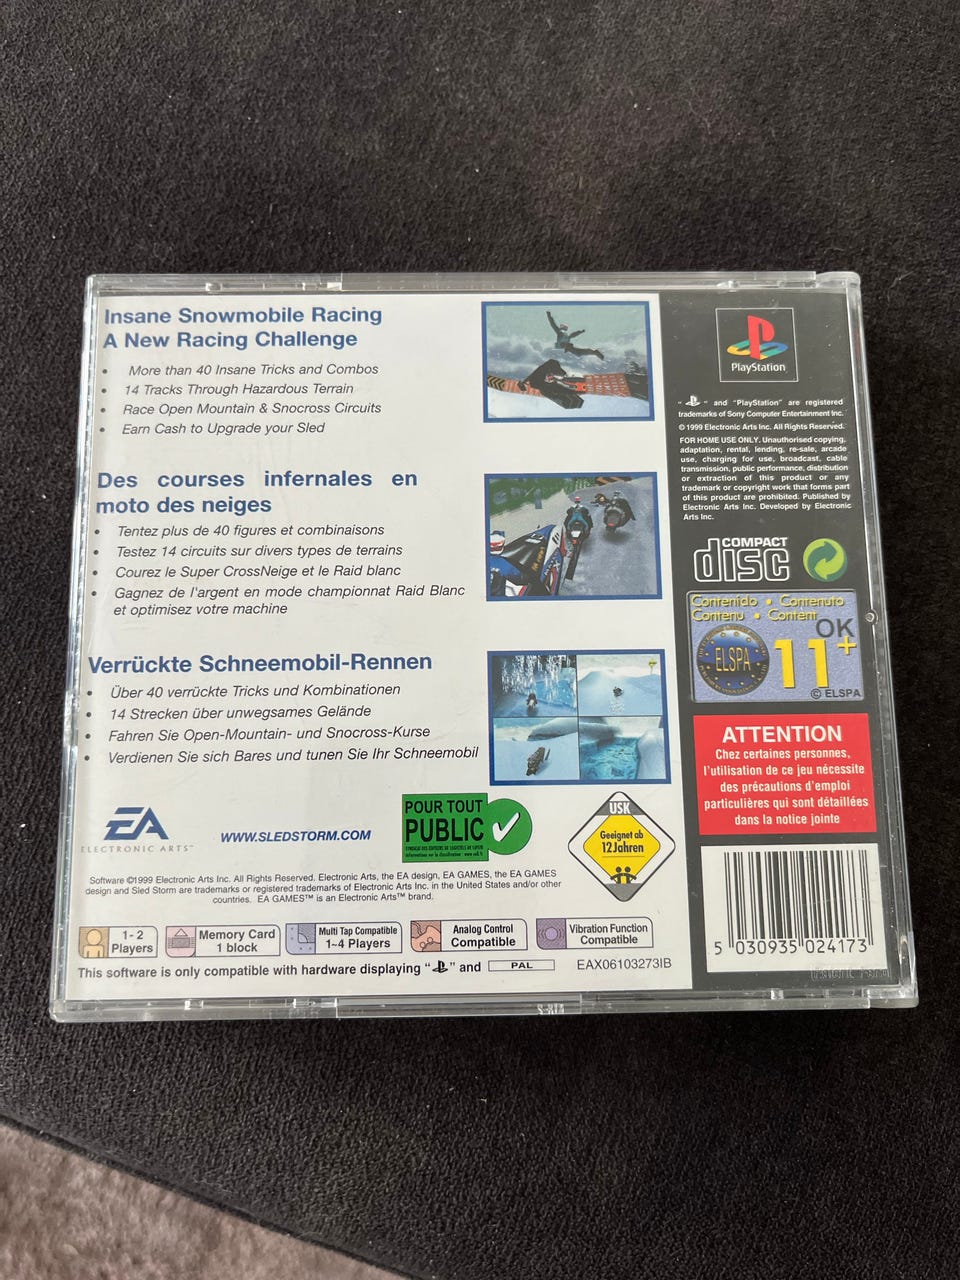 Insane Snowmobile Racing
A New Racing Challenge
• More than 40 Insane Tricks and Combos
• 14 Tracks Through Hazardous Terrain
• Race Open Mountain & Snocross Circuits
• Earn Cash to Upgrade your Sled
Des courses infernales en
moto des neiges
• Tentez plus de 40 figures et combinaisons
• Testez 14 circuits sur divers types de terrains
• Courez le Super CrossNeige et le Raid blanc
• Gagnez de l'argent en mode championnat Raid Blanc
et optimisez votre machine
Verrückte Schneemobil-Rennen
• Über 40 verrückte Tricks und Kombinationen
• 14 Strecken über unwegsames Gelände
• Fahren Sie Open-Mountain- und Snocross-Kurse
• Verdienen Sie sich Bares und tunen Sie Ihr Schneemobil
EA
ELECTRONIC ARTS™
WWW.SLEDSTORM.COM
POUR TOUT
PUBLIC
USK
Geeignet ab
12 Jahren
Software ©1999 Electronic Arts Inc. All Rights Reserved. Electronic Arts, the EA design, EA GAMES, the EA GAMES
design and Sled Storm are trademarks or registered trademarks of Electronic Arts Inc. in the United States and/or other
countries. EA GAMES™ is an Electronic Arts™ brand.
1-2
Players
Memory Card
1 block
Multi Tap Compatible
1-4 Players
Analog Control
Compatible
Vibration Function
Compatible
This software is only compatible with hardware displaying " " and PAL
EAX06103273IB
PlayStation
" " and "PlayStation" are registered
trademarks of Sony Computer Entertainment Inc.
© 1999 Electronic Arts Inc. All Rights Reserved.
FOR HOME USE ONLY. Unauthorised copying,
adaptation, rental, lending, re-sale, arcade
use, charging for use, broadcast, cable
transmission, public performance, distribution
or extraction of this product or any
trademark or copyright work that forms part
of this product are prohibited. Published by
Electronic Arts Inc. Developed by Electronic
Arts Inc.
COMPACT
disc
Contenido • Contenuto
Contenu • Content
ELSPA
OK
11+
© ELSPA
ATTENTION
Chez certaines personnes,
l'utilisation de ce jeu nécessite
des précautions d'emploi
particulières qui sont détaillées
dans la notice jointe
5 030935 024173